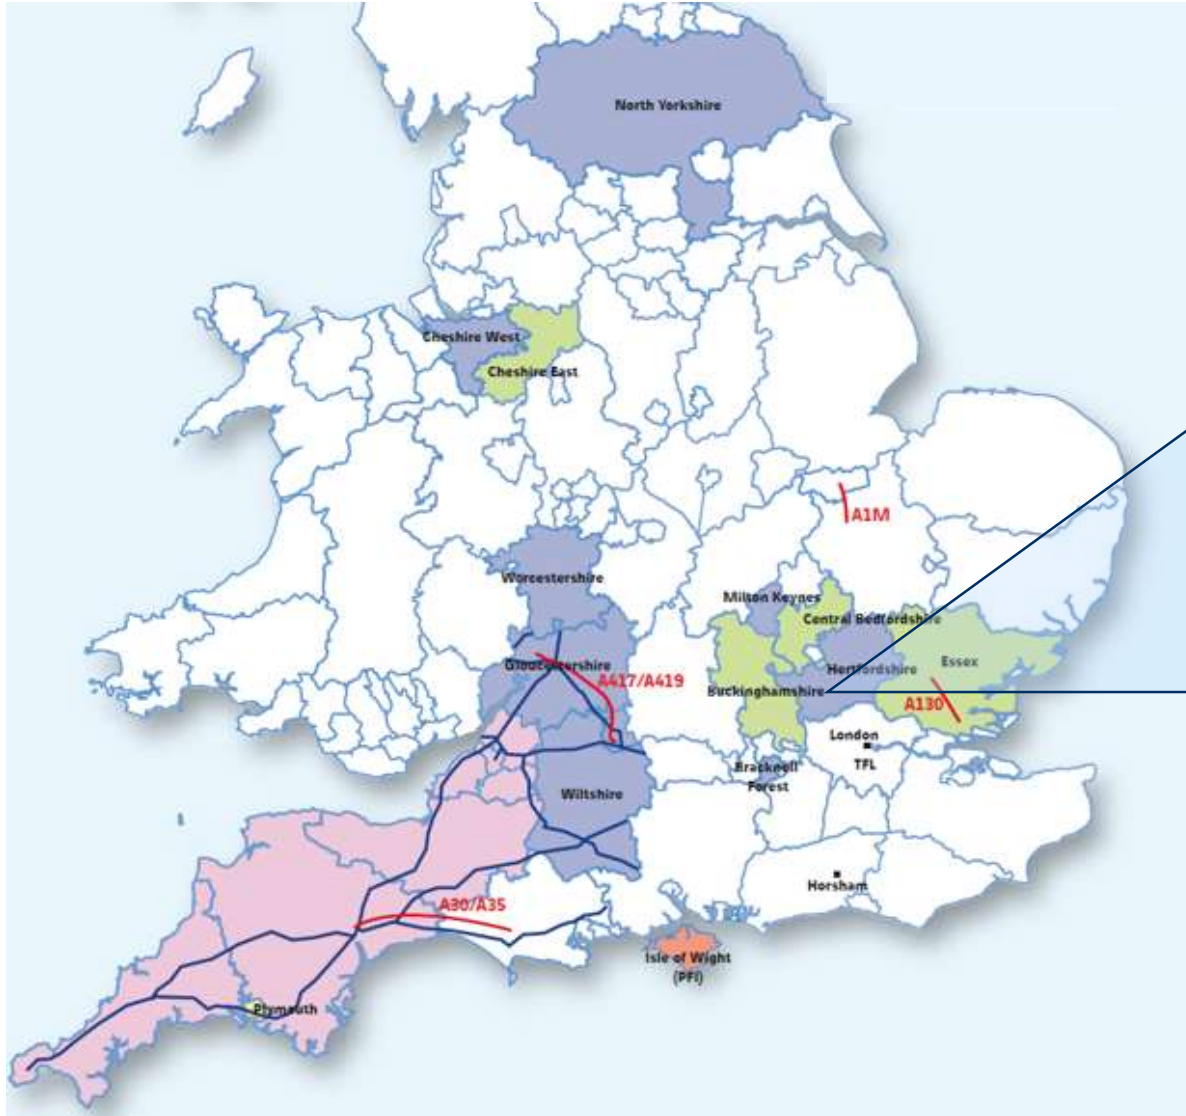 North Yorkshire
Cheshire West
Cheshire East
A1M
Worcestershire
Milton Keynes
Central Bedfordshire
Gloucestershire
Hertfordshire
Essex
A417/A419
Buckinghamshire
A130
London
TFL
Bracknell
Forest
Wiltshire
Horsham
A30/A35
Isle of Wight
(PFI)
Plymouth